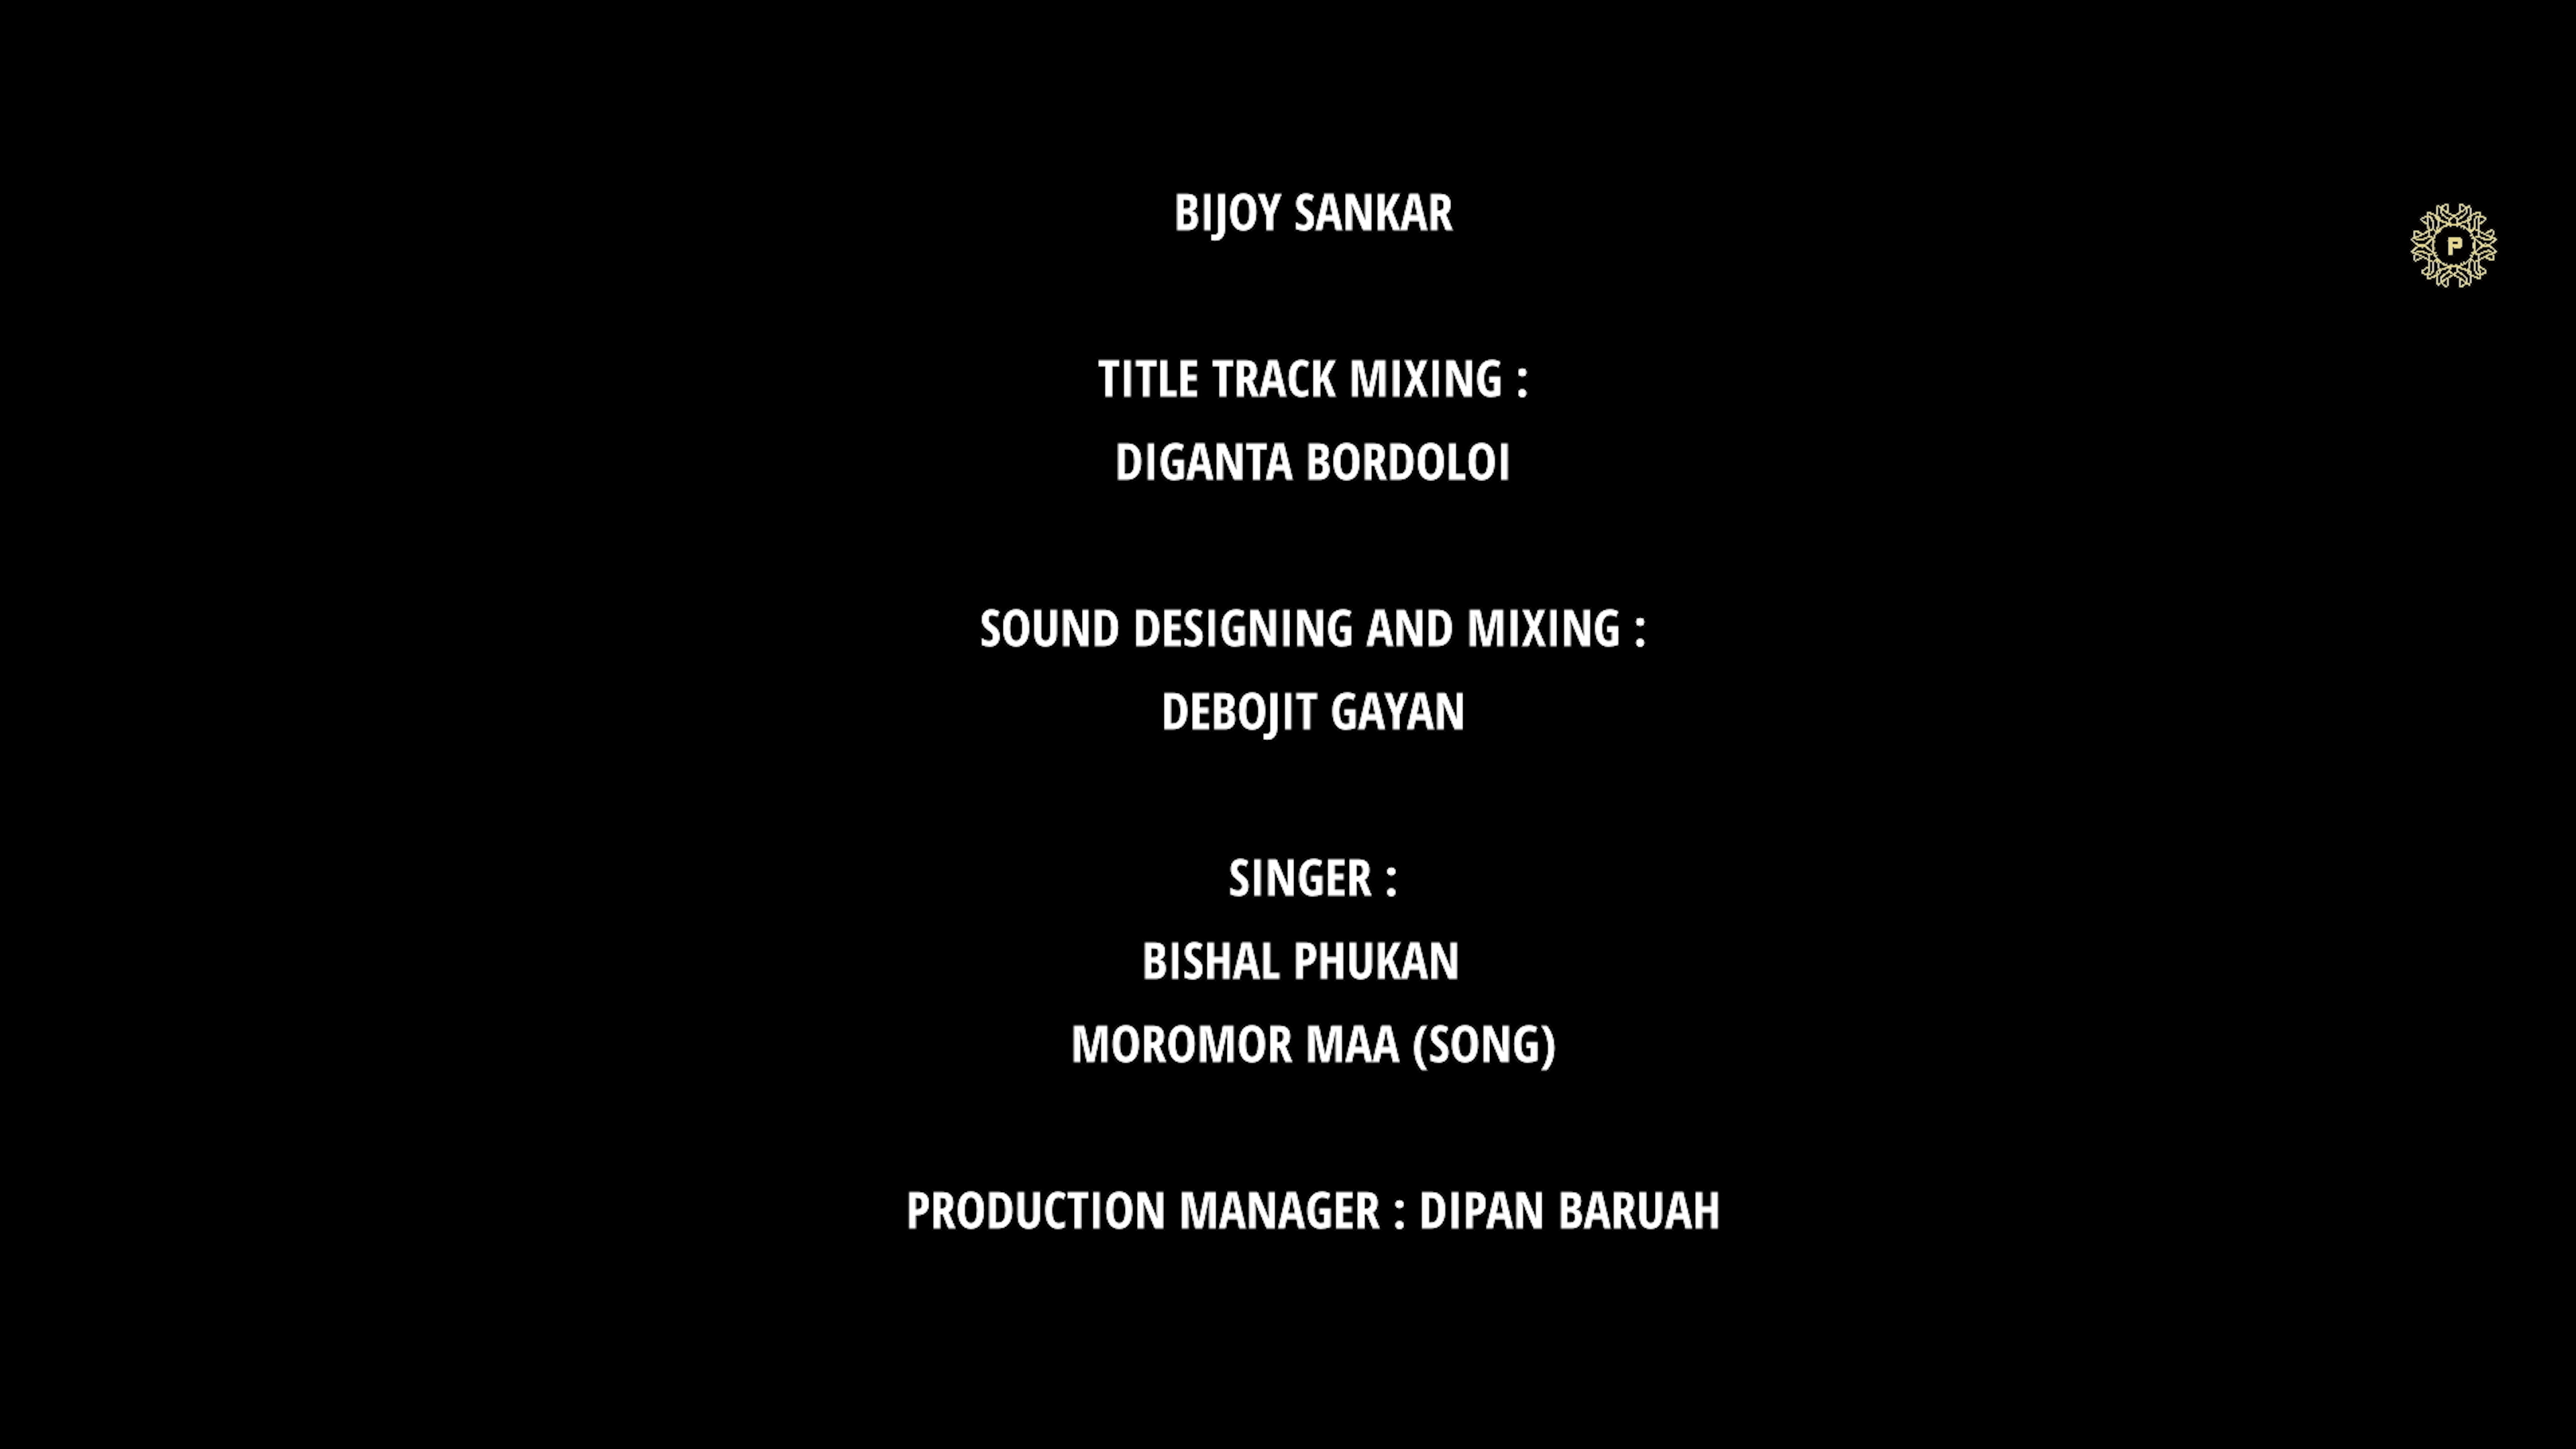 BIJOY SANKAR
P
TITLE TRACK MIXING :
DIGANTA BORDOLOI
SOUND DESIGNING AND MIXING :
DEBOJIT GAYAN
SINGER :
BISHAL PHUKAN
MOROMOR MAA (SONG)
PRODUCTION MANAGER : DIPAN BARUAH